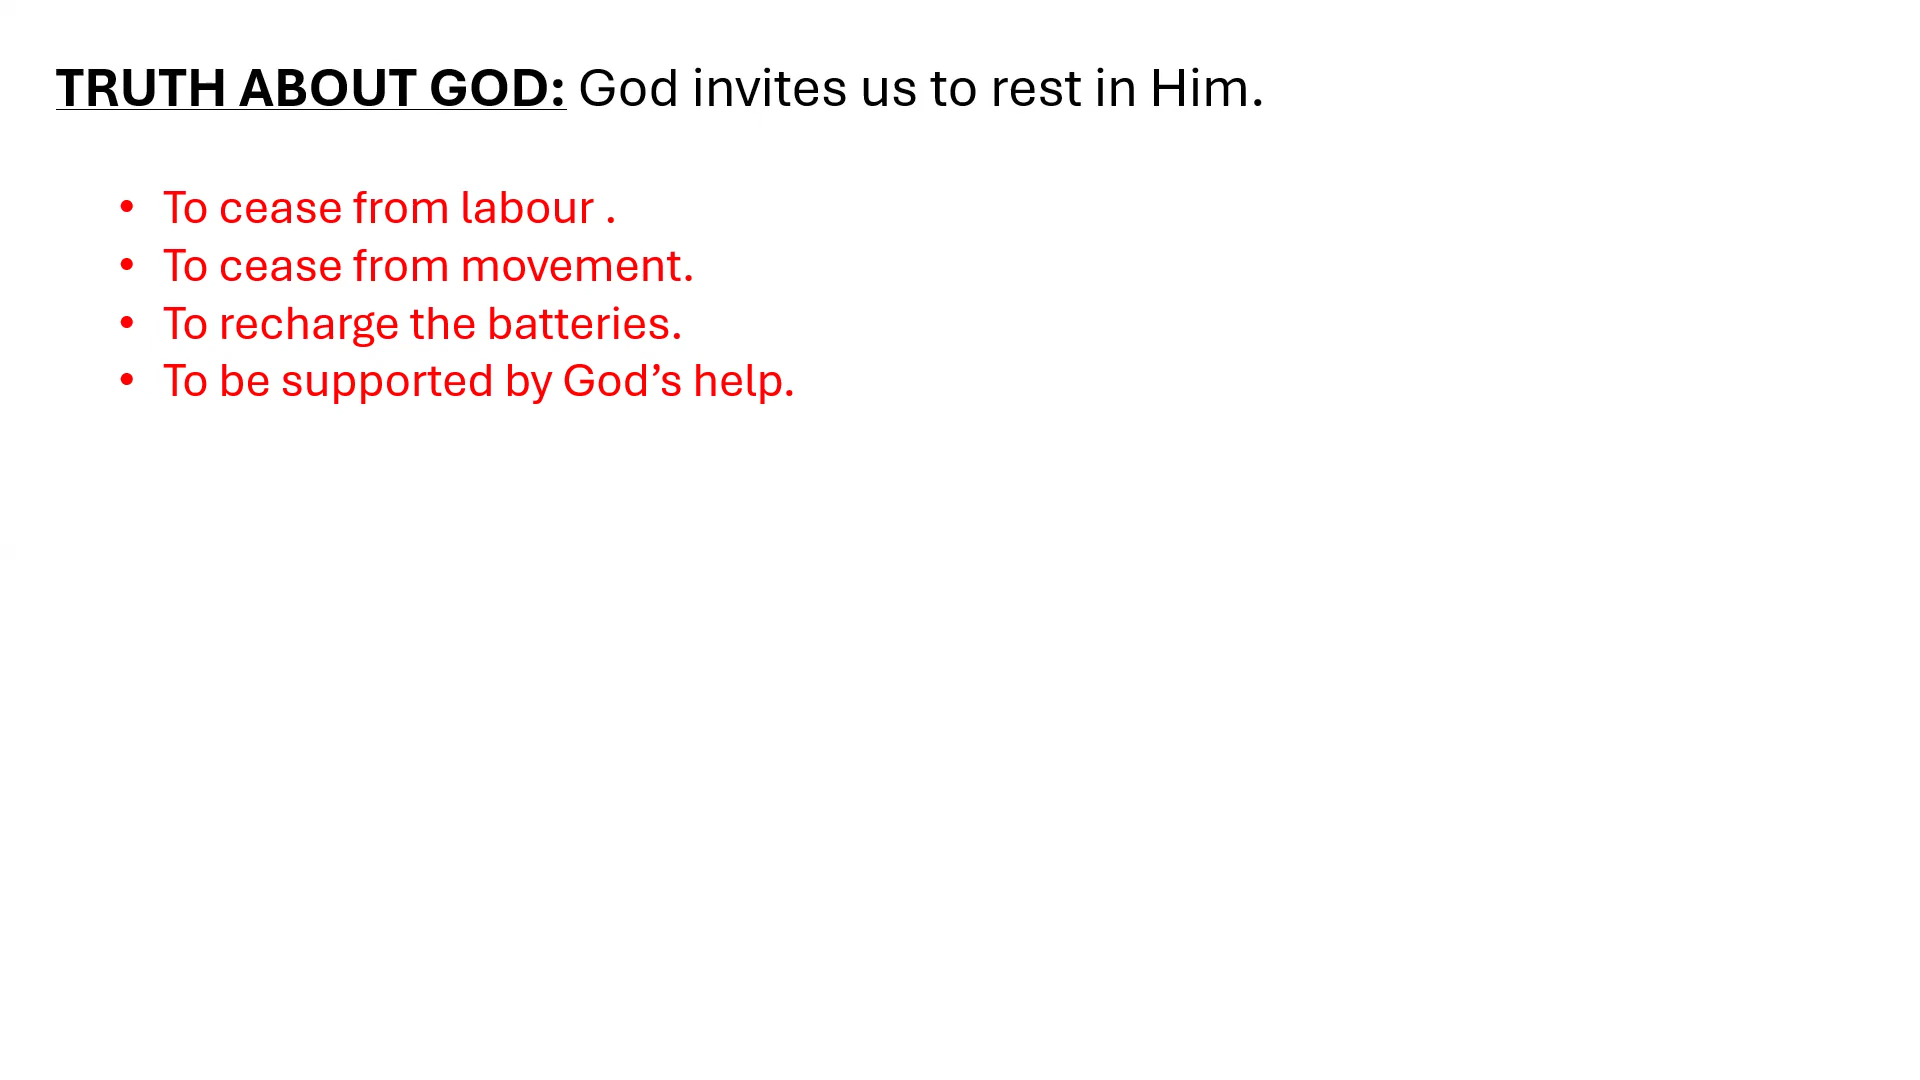 TRUTH ABOUT GOD: God invites us to rest in Him.
• To cease from labour .
• To cease from movement.
• To recharge the batteries.
• To be supported by God’s help.